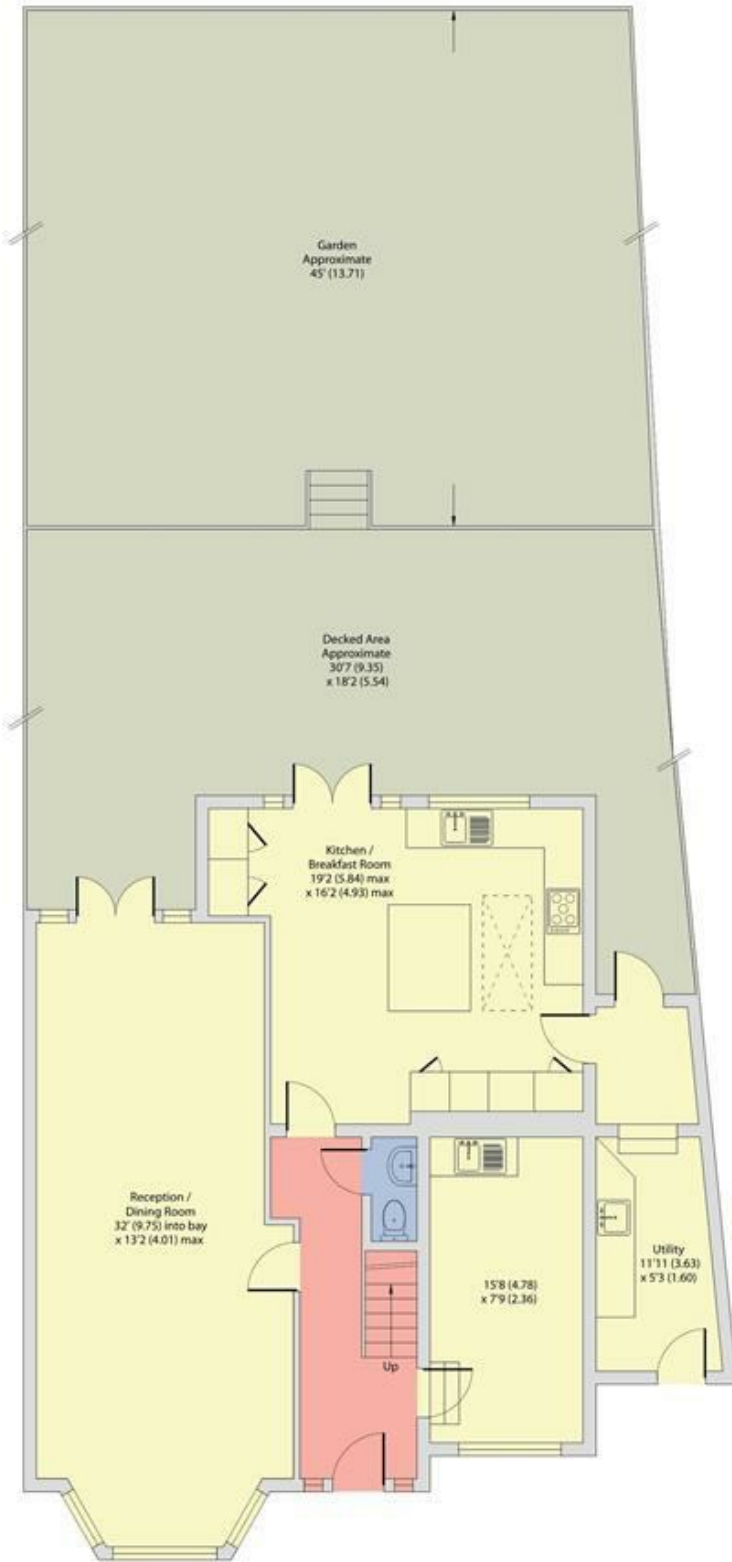 Garden
Approximate
45' (13.71)
Decked Area
Approximate
30'7 (9.35)
x 18'2 (5.54)
Kitchen /
Breakfast Room
19'2 (5.84) max
x 16'2 (4.93) max
Reception /
Dining Room
32' (9.75) into bay
x 13'2 (4.01) max
Utility
11'11 (3.63)
x 5'3 (1.60)
15'8 (4.78)
x 7'9 (2.36)
Up